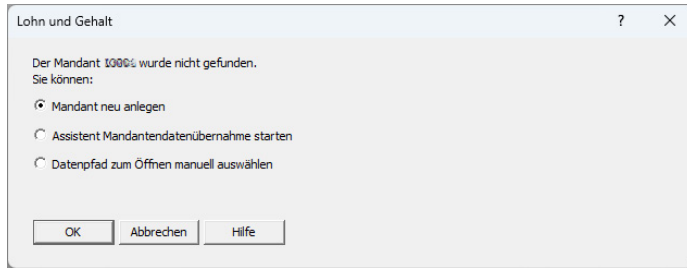 Lohn und Gehalt
Der Mandant wurde nicht gefunden.
Sie können:
Mandant neu anlegen
Assistent Mandantendatenübernahme starten
Datenpfad zum Öffnen manuell auswählen
OK
Abbrechen
Hilfe